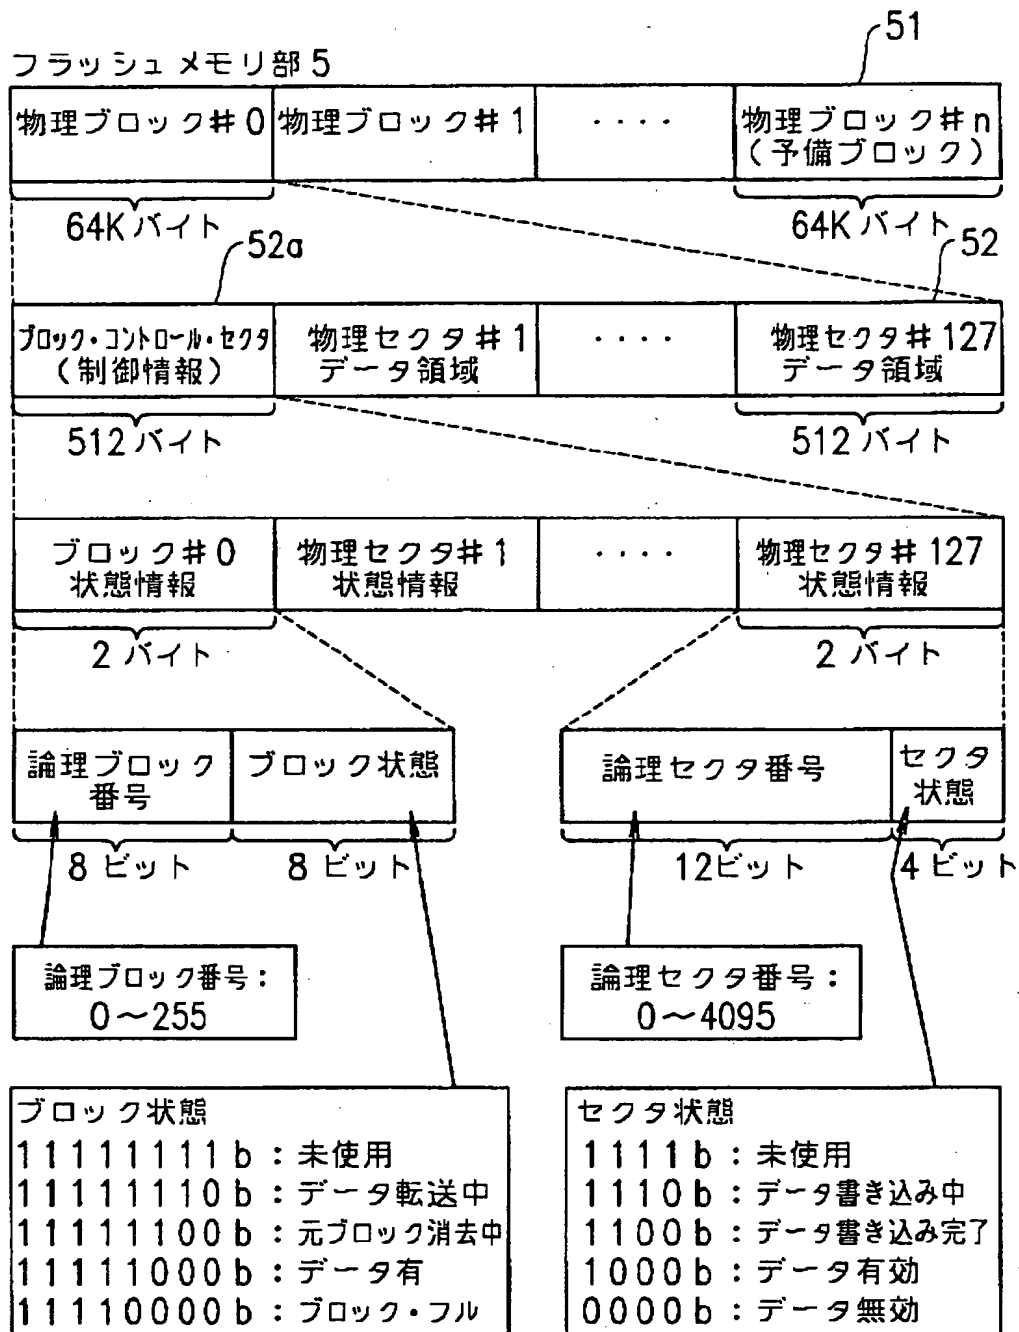 51
フラッシュメモリ部5
物理ブロック#0
物理ブロック#1
····
物理ブロック#n
(予備ブロック)
64Kバイト
64Kバイト
52a
52
ブロック・コントロール・セクタ
(制御情報)
物理セクタ#1
データ領域
····
物理セクタ#127
データ領域
512バイト
512バイト
ブロック#0
状態情報
物理セクタ#1
状態情報
····
物理セクタ#127
状態情報
2バイト
2バイト
論理ブロック
番号
ブロック状態
論理セクタ番号
セクタ
状態
8ビット
8ビット
12ビット
4ビット
論理ブロック番号:
0~255
論理セクタ番号:
0~4095
ブロック状態
11111111b:未使用
11111110b:データ転送中
11111100b:元ブロック消去中
11111000b:データ有
11110000b:ブロック・フル
セクタ状態
1111b:未使用
1110b:データ書き込み中
1100b:データ書き込み完了
1000b:データ有効
0000b:データ無効